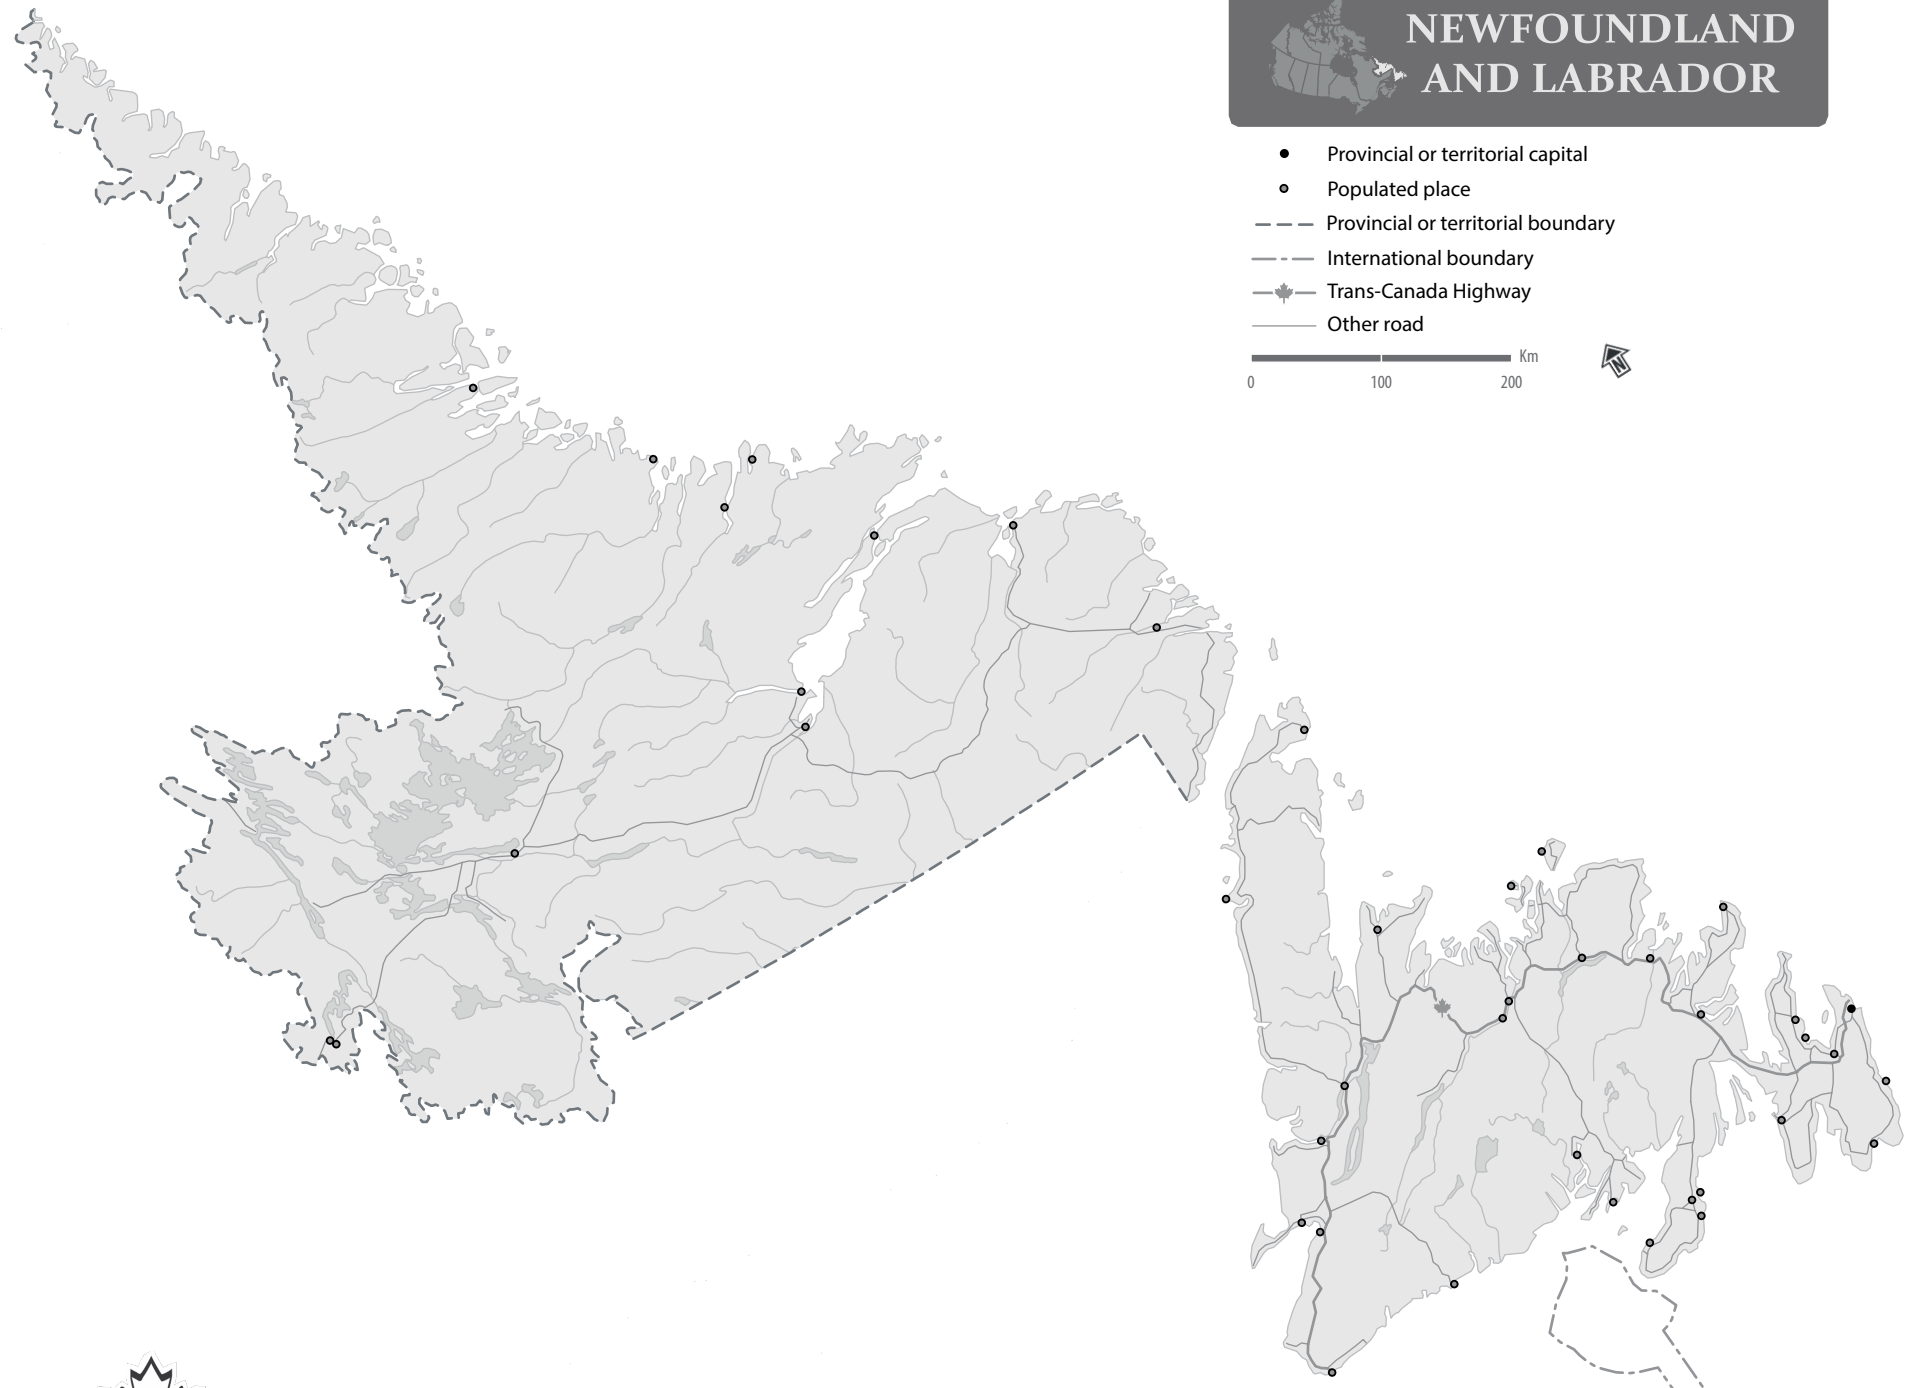 NEWFOUNDLAND
AND LABRADOR
Provincial or territorial capital
Populated place
Provincial or territorial boundary
International boundary
Trans-Canada Highway
Other road
Km
0 100 200
N